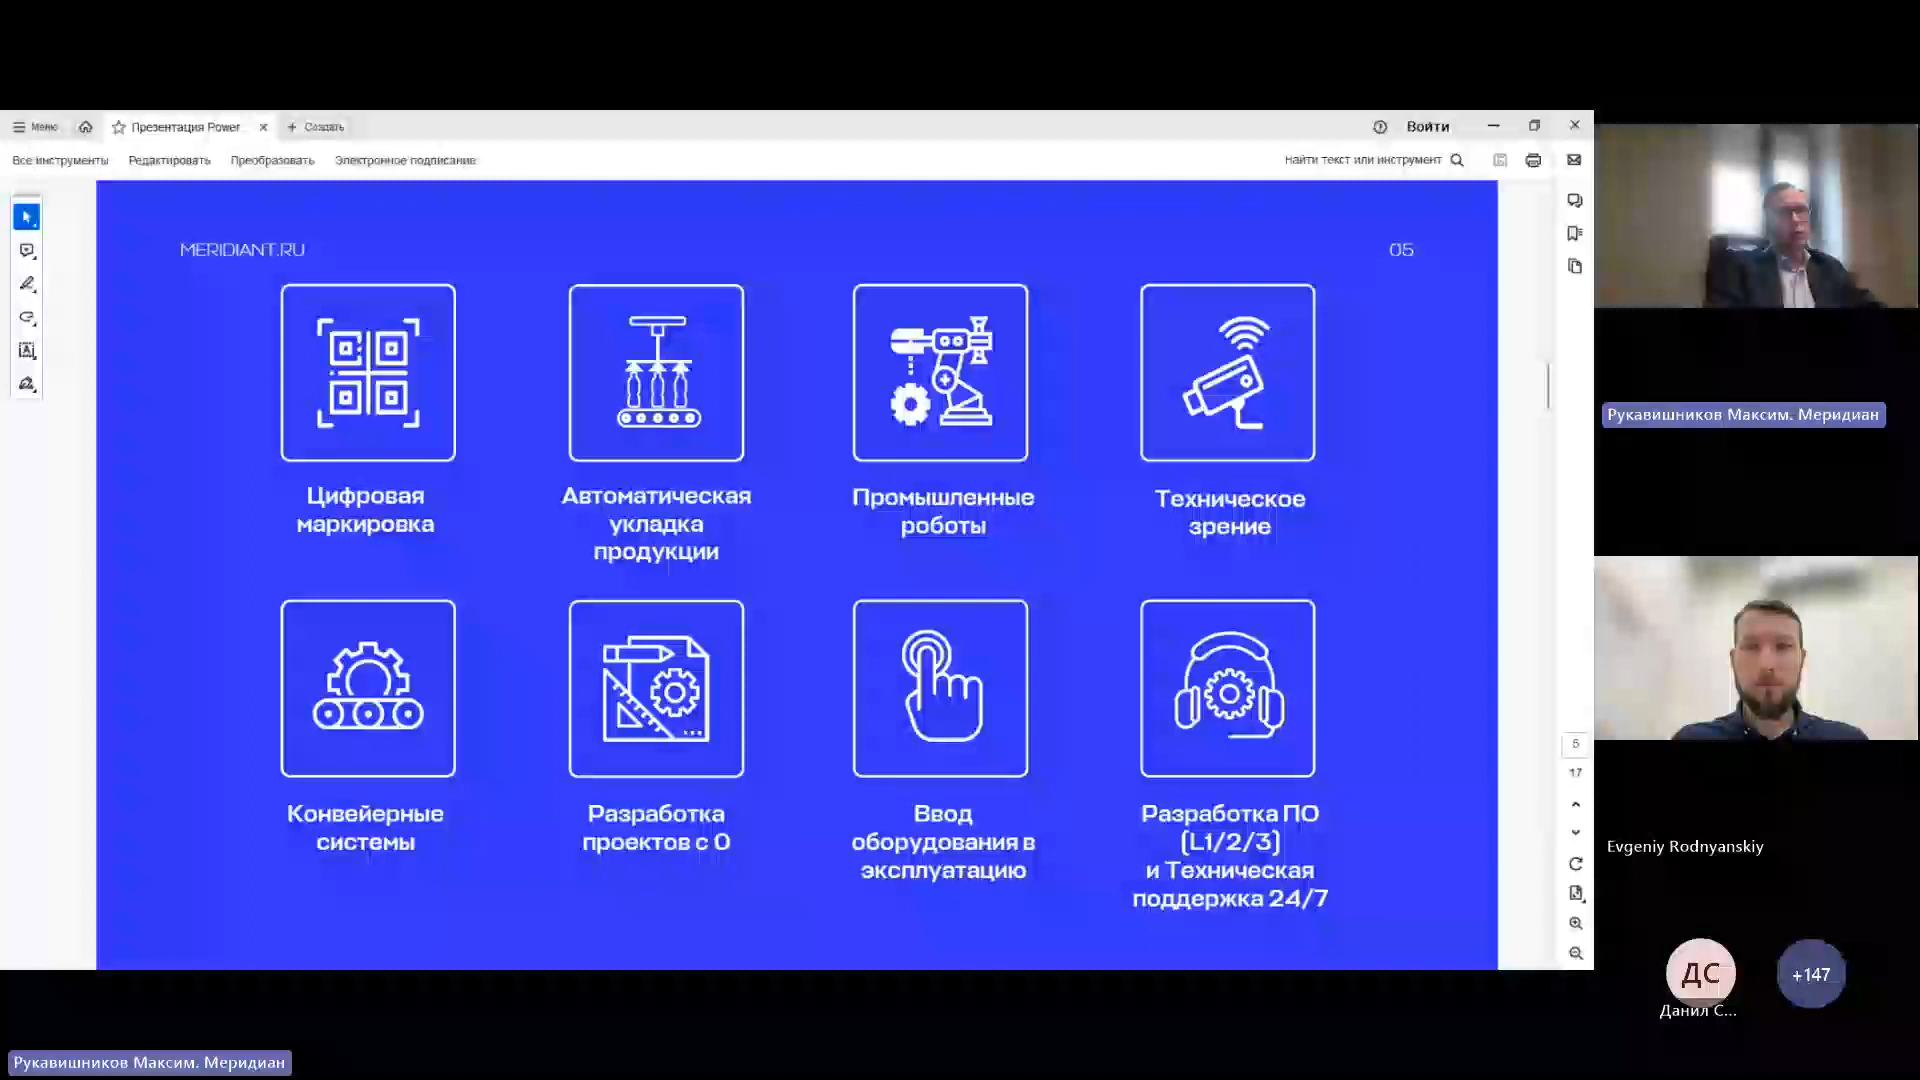 Меню
Презентация Power
Создать
Войти
Все инструменты
Редактировать
Преобразовать
Электронное подписание
Найти текст или инструмент
MERIDIANT.RU
05
Цифровая
маркировка
Автоматическая
укладка
продукции
Промышленные
роботы
Техническое
зрение
Конвейерные
системы
Разработка
проектов с 0
Ввод
оборудования в
эксплуатацию
Разработка ПО
(L1/2/3)
и Техническая
поддержка 24/7
5
17
Рукавишников Максим. Меридиан
Evgeniy Rodnyanskiy
ДС
Данил С...
+147
Рукавишников Максим. Меридиан